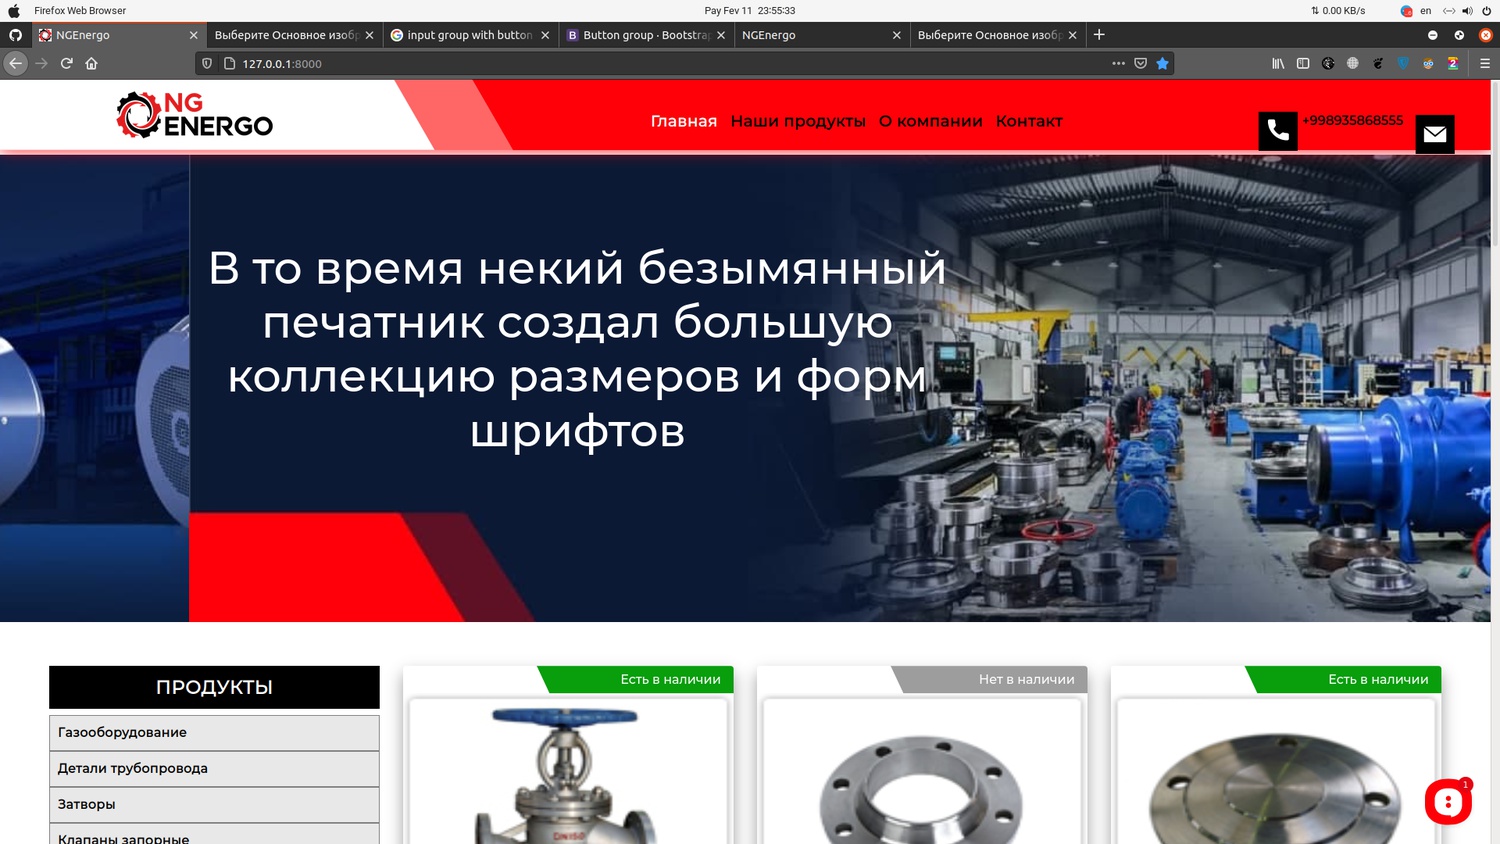 Firefox Web Browser
Pay Fev 11 23:55:33
0.00 KB/s
en
NGEnergo
Выберите Основное изобр
input group with button
Button group · Bootstrap
NGEnergo
Выберите Основное изобр
127.0.0.1:8000
NG
ENERGO
Главная
Наши продукты
О компании
Контакт
+998935868555
В то время некий безымянный
печатник создал большую
коллекцию размеров и форм
шрифтов
ПРОДУКТЫ
Газооборудование
Детали трубопровода
Затворы
Клапаны запорные
Есть в наличии
Нет в наличии
Есть в наличии
DN150
1